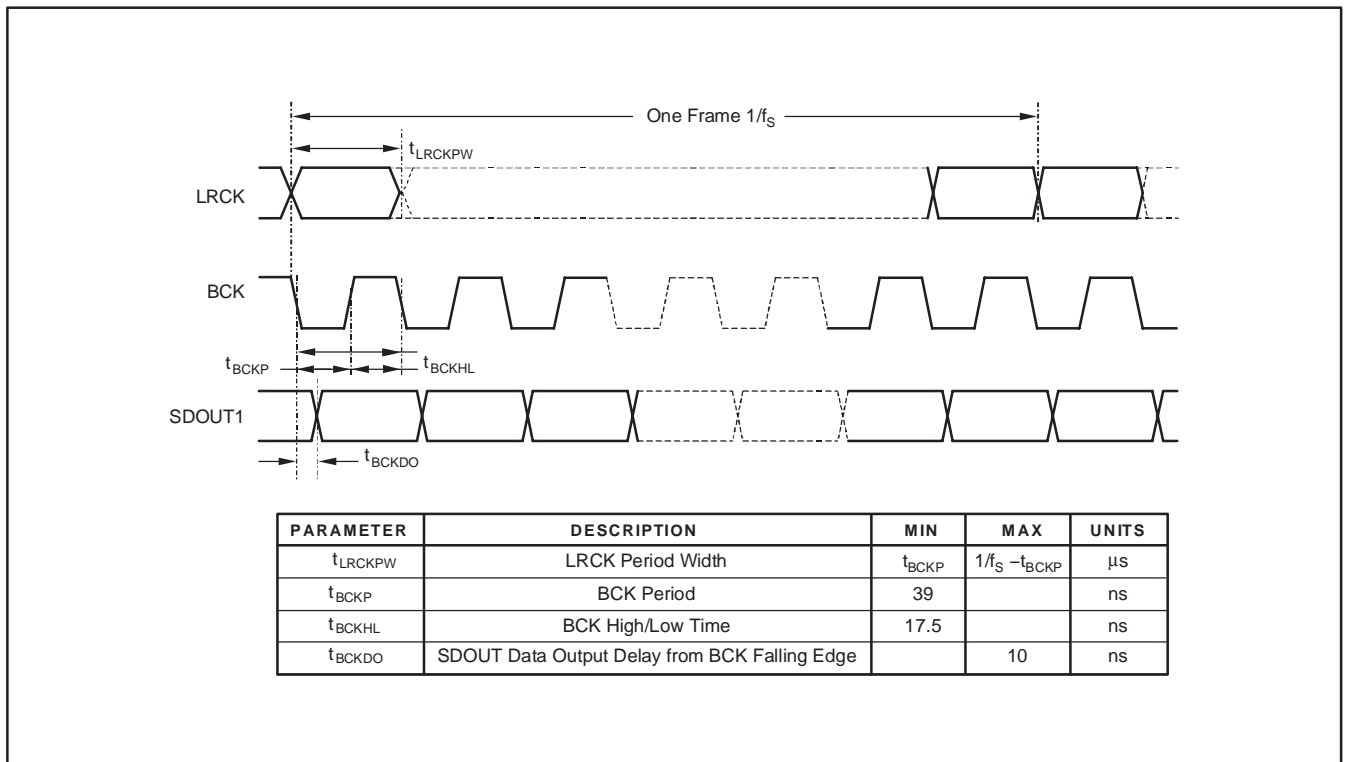 One Frame 1/fS
tLRCKPW
LRCK
BCK
tBCKP
tBCKHL
SDOUT1
tBCKDO
PARAMETER DESCRIPTION MIN MAX UNITS
tLRCKPW LRCK Period Width tBCKP 1/fS −tBCKP μs
tBCKP BCK Period 39 ns
tBCKHL BCK High/Low Time 17.5 ns
tBCKDO SDOUT Data Output Delay from BCK Falling Edge 10 ns